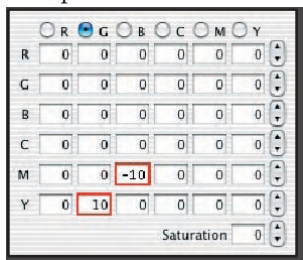 R G B C M Y
R 0 0 0 0 0 0
G 0 0 0 0 0 0
B 0 0 0 0 0 0
C 0 0 0 0 0 0
M 0 0 -10 0 0 0
Y 0 10 0 0 0 0
Saturation 0